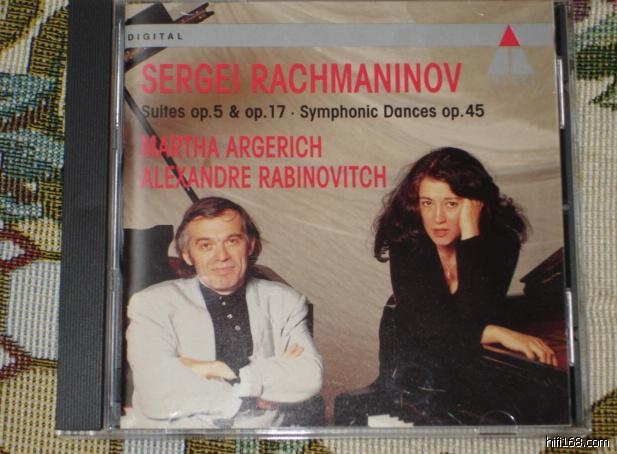 DIGITAL
SERGEI RACHMANINOV
Suites op.5 & op.17 · Symphonic Dances op.45
MARTHA ARGERICH
ALEXANDRE RABINOVITCH
hifi168.com